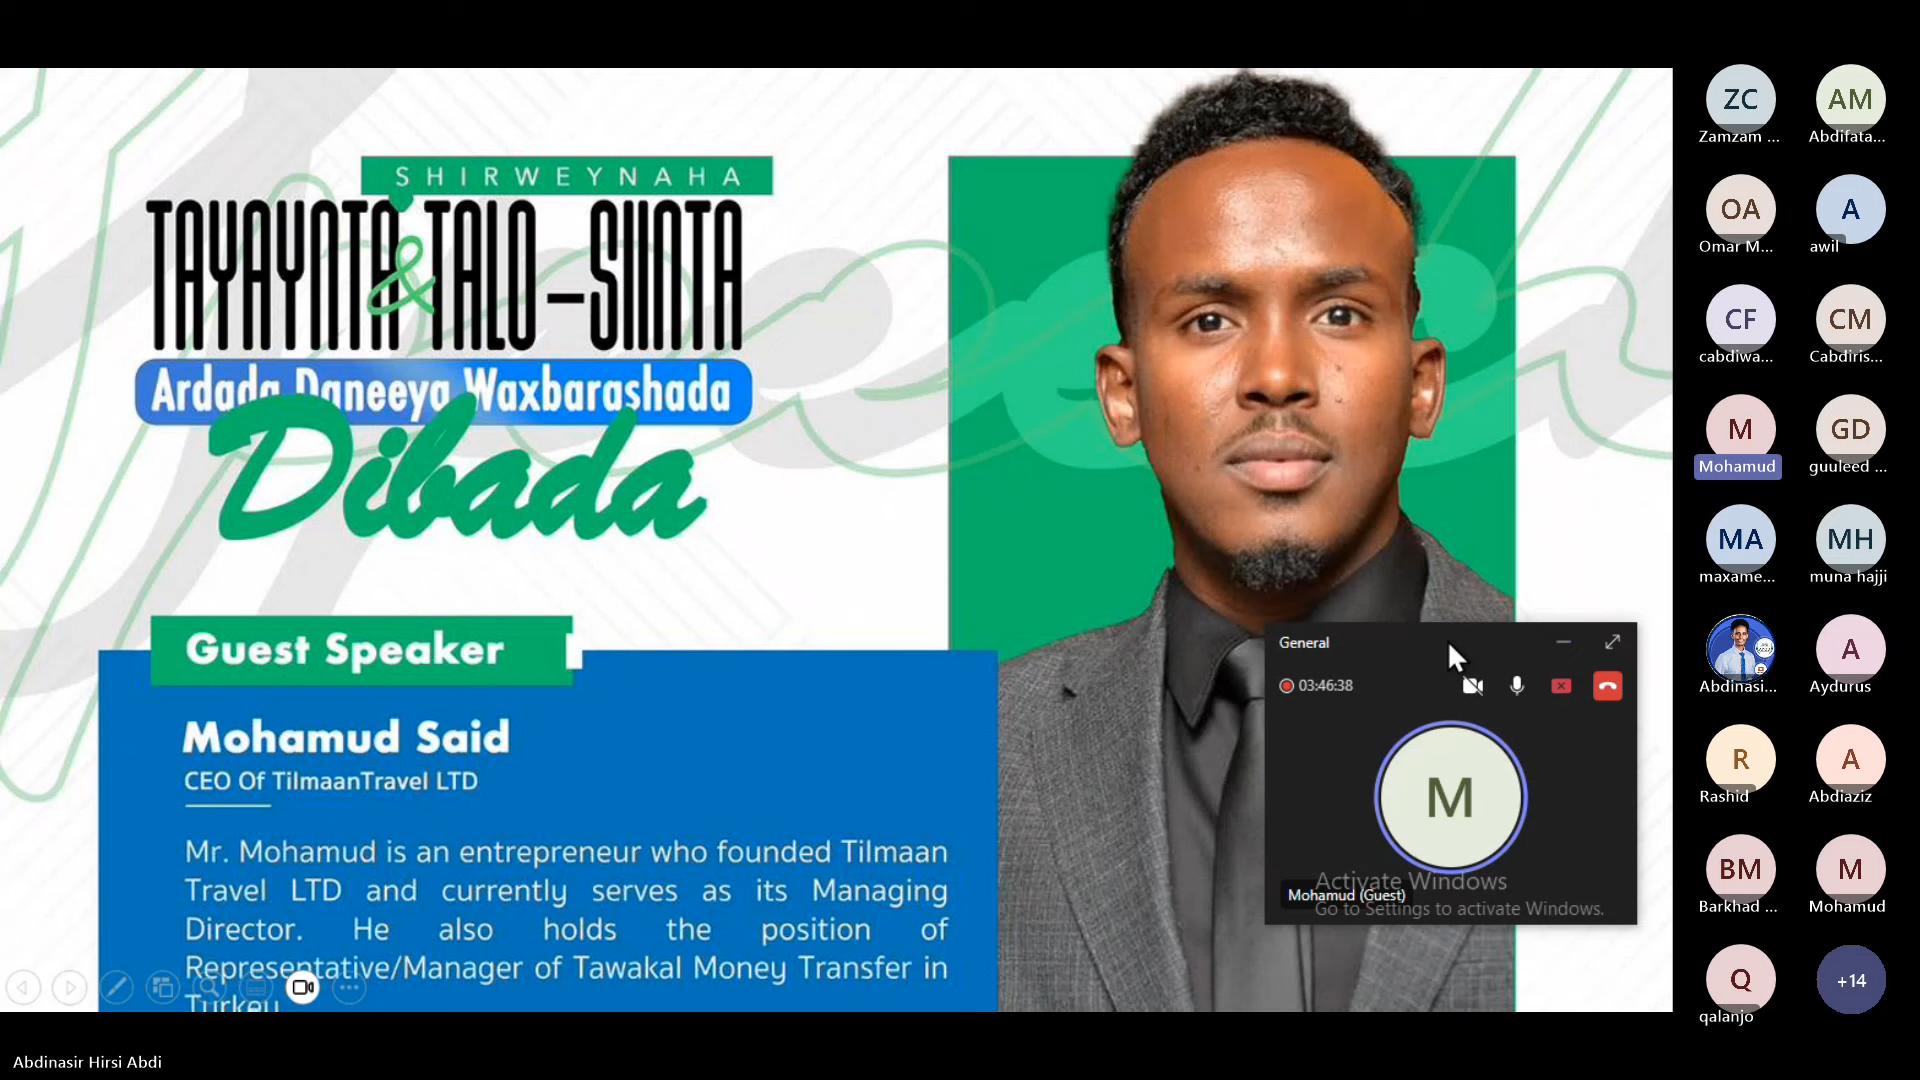 SHIRWEYNAHA
TAYAYNTA & TALO-SIINTA
Ardada Daneeya Waxbarashada
Dibada
Guest Speaker
Mohamud Said
CEO Of TilmaanTravel LTD
Mr. Mohamud is an entrepreneur who founded Tilmaan
Travel LTD and currently serves as its Managing
Director. He also holds the position of
Representative/Manager of Tawakal Money Transfer in
Turkey
General
03:46:38
M
Mohamud (Guest)
Activate Windows
Go to Settings to activate Windows.
ZC
Zamzam ...
AM
Abdifata...
OA
Omar M...
A
awil
CF
cabdiwa...
CM
Cabdiris...
M
Mohamud
GD
guuleed ...
MA
maxame...
MH
muna hajji
Abdinasi...
A
Aydurus
R
Rashid
A
Abdiaziz
BM
Barkhad ...
M
Mohamud
Q
qalanjo
+14
Abdinasir Hirsi Abdi